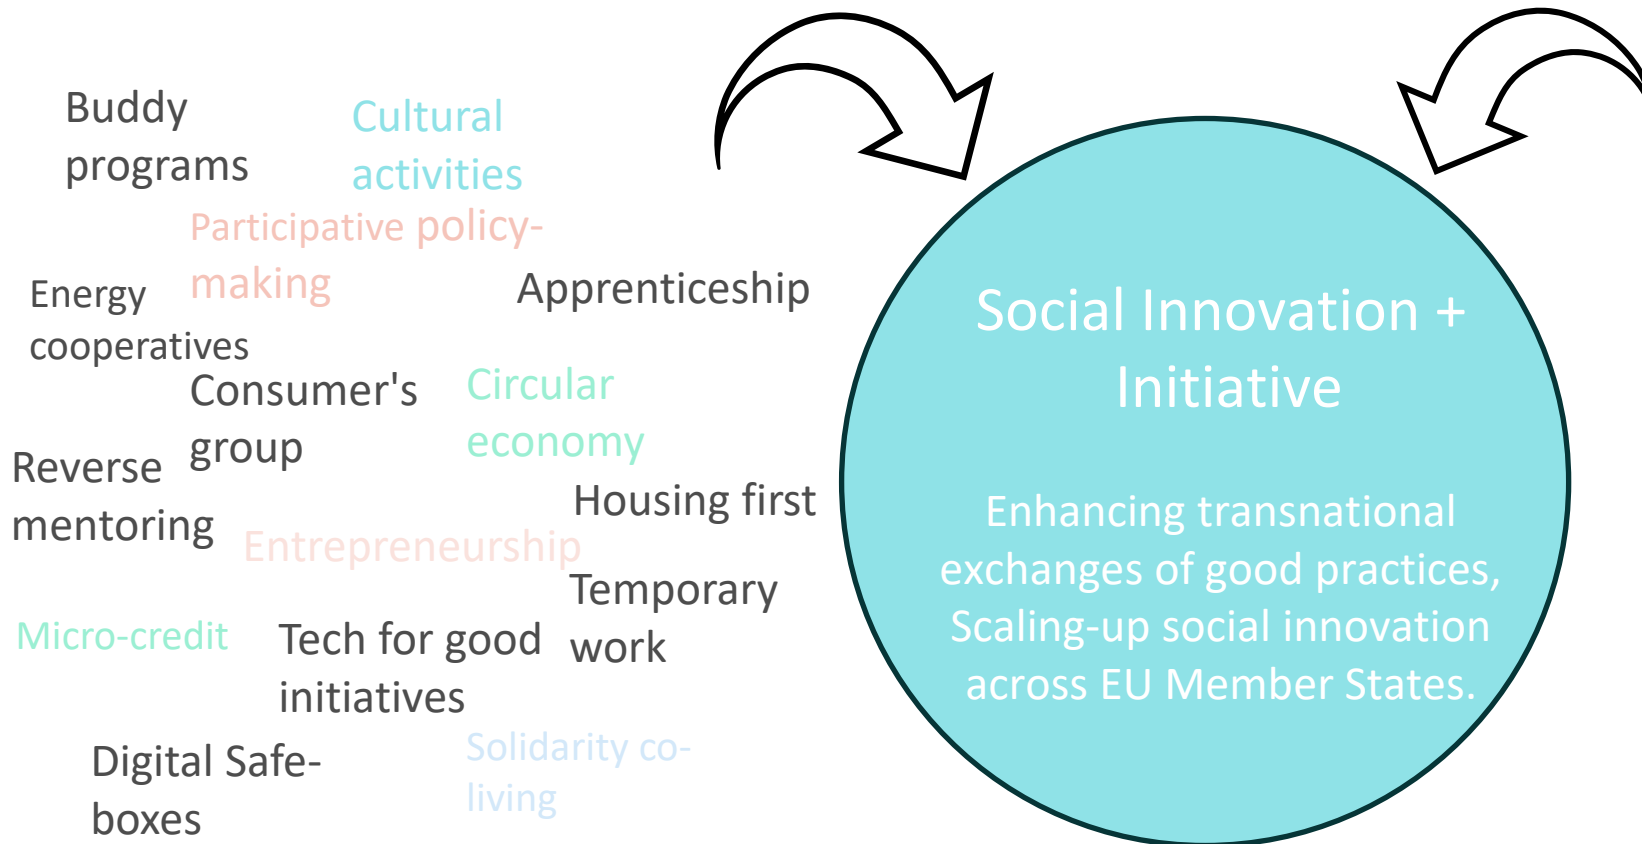 Buddy
programs
Cultural
activities
Participative policy-
making
Energy
cooperatives
Apprenticeship
Consumer's
group
Circular
economy
Reverse
mentoring
Housing first
Entrepreneurship
Temporary
work
Micro-credit
Tech for good
initiatives
Digital Safe-
boxes
Solidarity co-
living
Social Innovation +
Initiative
Enhancing transnational
exchanges of good practices,
Scaling-up social innovation
across EU Member States.